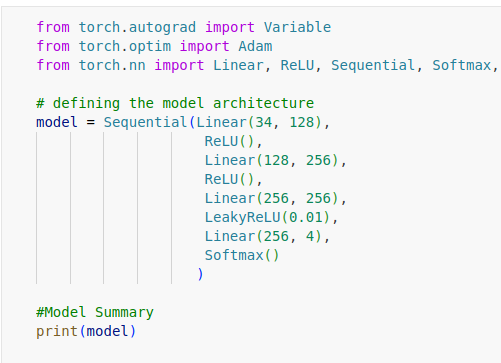 from torch.autograd import Variable
from torch.optim import Adam
from torch.nn import Linear, ReLU, Sequential, Softmax,
# defining the model architecture
model = Sequential(Linear(34, 128),
ReLU(),
Linear(128, 256),
ReLU(),
Linear(256, 256),
LeakyReLU(0.01),
Linear(256, 4),
Softmax()
)
#Model Summary
print(model)